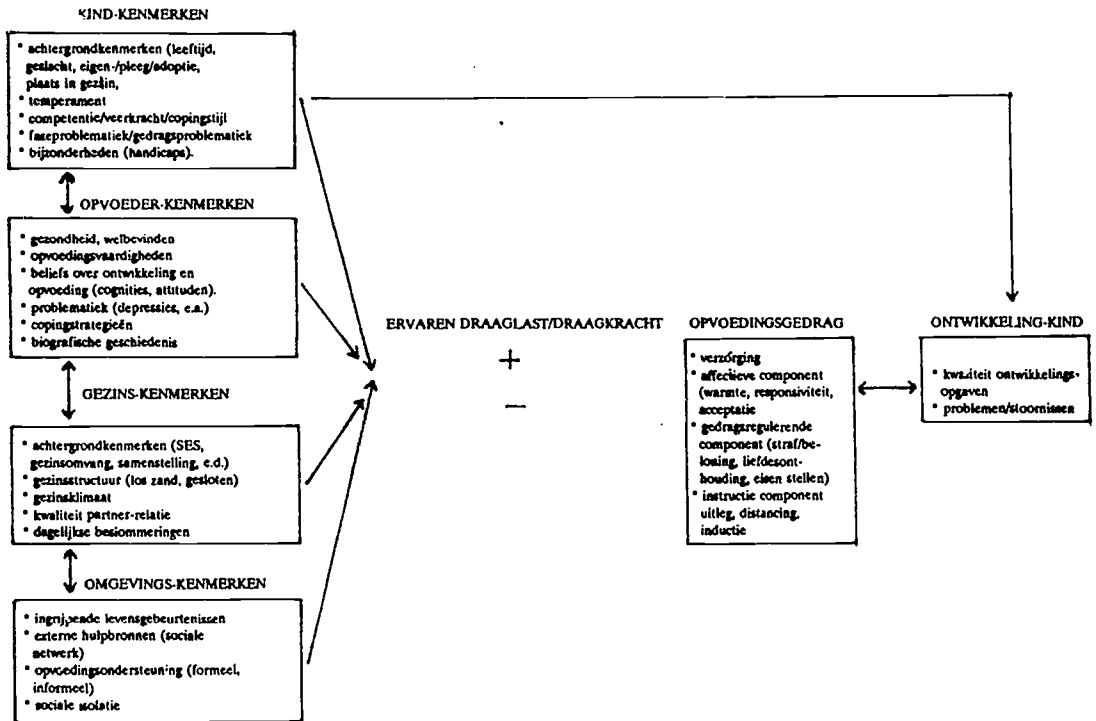 KIND-KENMERKEN
* achtergrondkenmerken (leeftijd,
geslacht, eigen-/pleeg/adoptie,
plaats in gezin,
* temperament
* competentie/veerkracht/copingstijl
* faseproblematiek/gedragsproblematiek
* bijzonderheden (handicaps).
OPVOEDER-KENMERKEN
* gezondheid, welbevinden
* opvoedingsvaardigheden
* beliefs over ontwikkeling en
opvoeding (cognities, attituden).
* problematiek (depressies, e.a.)
* copingstrategieën
* biografische geschiedenis
GEZINS-KENMERKEN
* achtergrondkenmerken (SES,
gezinsomvang, samenstelling, e.d.)
* gezinsstructuur (los zand, gesloten)
* gezinsklimaat
* kwaliteit partner-relatie
* dagelijkse beslommeringen
OMGEVINGS-KENMERKEN
* ingrijpende levensgebeurtenissen
* externe hulpbronnen (sociale
netwerk)
* opvoedingsondersteuning (formeel,
informeel)
* sociale isolatie
ERVAREN DRAAGLAST/DRAAGKRACHT
+
−
OPVOEDINGSGEDRAG
* verzorging
* affectieve component
(warmte, responsiviteit,
acceptatie
* gedragsregulerende
component (straf/be-
loning, liefdesont-
houding, eisen stellen)
* instructie component
uitleg, distancing,
inductie
ONTWIKKELING-KIND
* kwaliteit ontwikkelings-
opgaven
* problemen/stoornissen